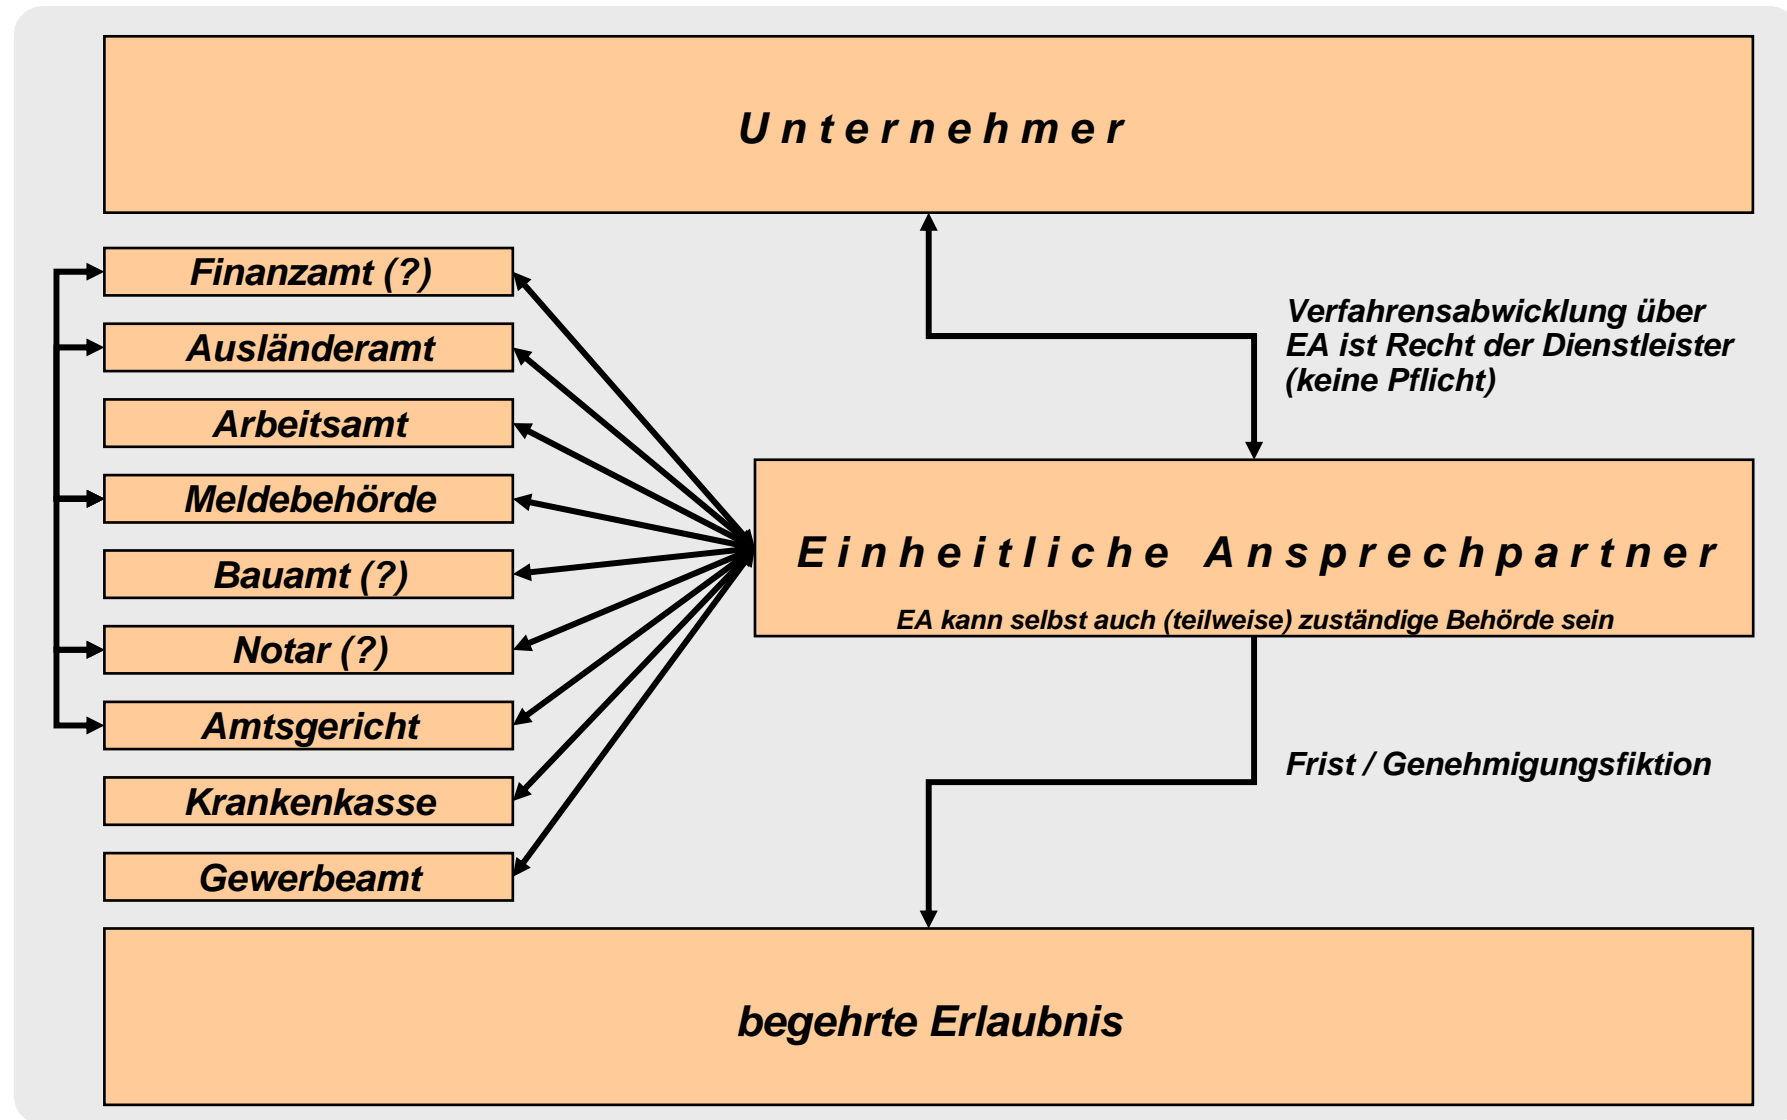 Unternehmer
Finanzamt (?)
Ausländeramt
Arbeitsamt
Meldebehörde
Bauamt (?)
Notar (?)
Amtsgericht
Krankenkasse
Gewerbeamt
Verfahrensabwicklung über
EA ist Recht der Dienstleister
(keine Pflicht)
Einheitliche Ansprechpartner
EA kann selbst auch (teilweise) zuständige Behörde sein
Frist / Genehmigungsfiktion
begehrte Erlaubnis